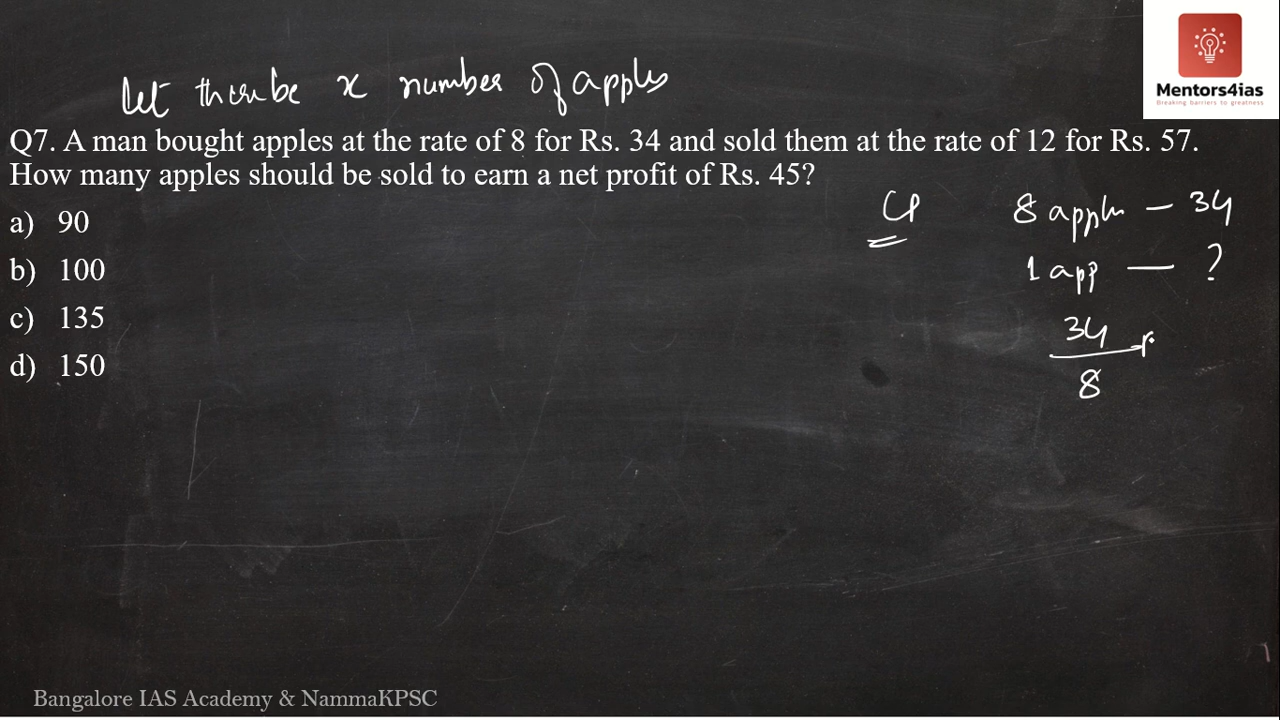 Mentors4ias
Breaking barriers to greatness
let there be x number of apples
Q7. A man bought apples at the rate of 8 for Rs. 34 and sold them at the rate of 12 for Rs. 57.
How many apples should be sold to earn a net profit of Rs. 45?
a) 90
b) 100
c) 135
d) 150
CP
8 apples — 34
1 app — ?
34
8
Bangalore IAS Academy & NammaKPSC